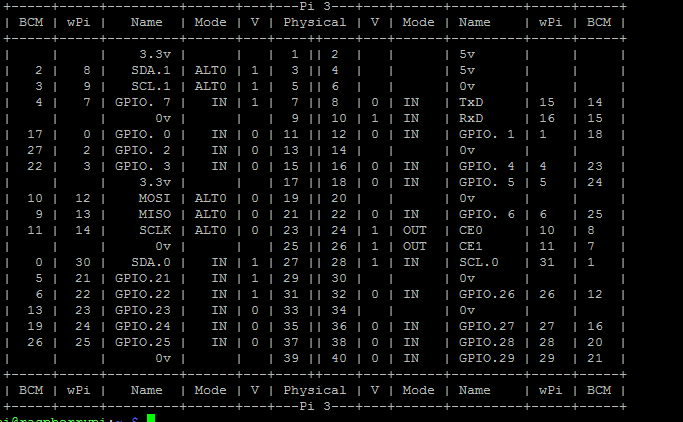 +-----+-----+---------+------+---+---Pi 3---+---+------+---------+-----+-----+
| BCM | wPi |   Name  | Mode | V | Physical | V | Mode | Name    | wPi | BCM |
+-----+-----+---------+------+---+----++----+---+------+---------+-----+-----+
|     |     |    3.3v |      |   |  1 || 2  |   |      | 5v      |     |     |
|   2 |   8 |   SDA.1 | ALT0 | 1 |  3 || 4  |   |      | 5v      |     |     |
|   3 |   9 |   SCL.1 | ALT0 | 1 |  5 || 6  |   |      | 0v      |     |     |
|   4 |   7 | GPIO. 7 |   IN | 1 |  7 || 8  | 0 | IN   | TxD     | 15  | 14  |
|     |     |      0v |      |   |  9 || 10 | 1 | IN   | RxD     | 16  | 15  |
|  17 |   0 | GPIO. 0 |   IN | 0 | 11 || 12 | 0 | IN   | GPIO. 1 | 1   | 18  |
|  27 |   2 | GPIO. 2 |   IN | 0 | 13 || 14 |   |      | 0v      |     |     |
|  22 |   3 | GPIO. 3 |   IN | 0 | 15 || 16 | 0 | IN   | GPIO. 4 | 4   | 23  |
|     |     |    3.3v |      |   | 17 || 18 | 0 | IN   | GPIO. 5 | 5   | 24  |
|  10 |  12 |    MOSI | ALT0 | 0 | 19 || 20 |   |      | 0v      |     |     |
|   9 |  13 |    MISO | ALT0 | 0 | 21 || 22 | 0 | IN   | GPIO. 6 | 6   | 25  |
|  11 |  14 |    SCLK | ALT0 | 0 | 23 || 24 | 1 | OUT  | CE0     | 10  | 8   |
|     |     |      0v |      |   | 25 || 26 | 1 | OUT  | CE1     | 11  | 7   |
|   0 |  30 |   SDA.0 |   IN | 1 | 27 || 28 | 1 | IN   | SCL.0   | 31  | 1   |
|   5 |  21 | GPIO.21 |   IN | 1 | 29 || 30 |   |      | 0v      |     |     |
|   6 |  22 | GPIO.22 |   IN | 1 | 31 || 32 | 0 | IN   | GPIO.26 | 26  | 12  |
|  13 |  23 | GPIO.23 |   IN | 0 | 33 || 34 |   |      | 0v      |     |     |
|  19 |  24 | GPIO.24 |   IN | 0 | 35 || 36 | 0 | IN   | GPIO.27 | 27  | 16  |
|  26 |  25 | GPIO.25 |   IN | 0 | 37 || 38 | 0 | IN   | GPIO.28 | 28  | 20  |
|     |     |      0v |      |   | 39 || 40 | 0 | IN   | GPIO.29 | 29  | 21  |
+-----+-----+---------+------+---+----++----+---+------+---------+-----+-----+
| BCM | wPi |   Name  | Mode | V | Physical | V | Mode | Name    | wPi | BCM |
+-----+-----+---------+------+---+---Pi 3---+---+------+---------+-----+-----+
pi@raspberrypi:~ $